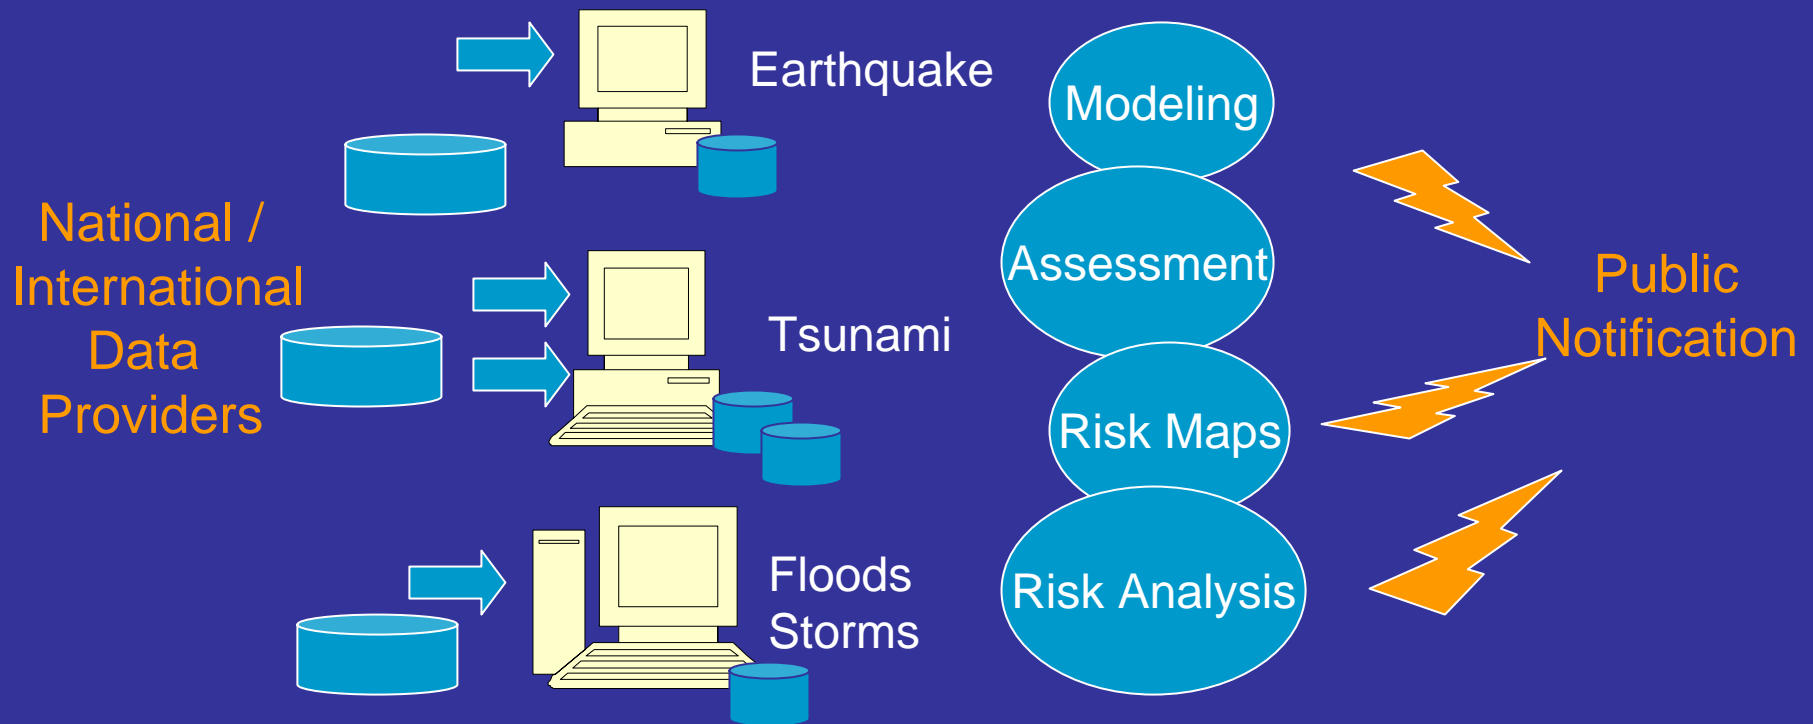 National /
International
Data
Providers
Earthquake
Tsunami
Floods
Storms
Modeling
Assessment
Risk Maps
Risk Analysis
Public
Notification